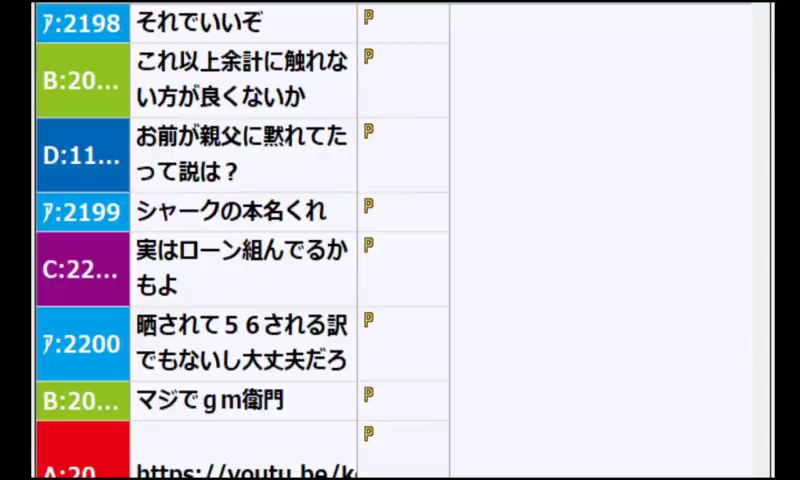 ｱ:2198 それでいいぞ P
B:20... これ以上余計に触れな P
い方が良くないか
D:11... お前が親父に黙れてた P
って説は？
ｱ:2199 シャークの本名くれ P
C:22... 実はローン組んでるか P
もよ
ｱ:2200 晒されて５６される訳 P
でもないし大丈夫だろ
B:20... マジでｇｍ衛門 P
A:20 https://youtu.be/k P